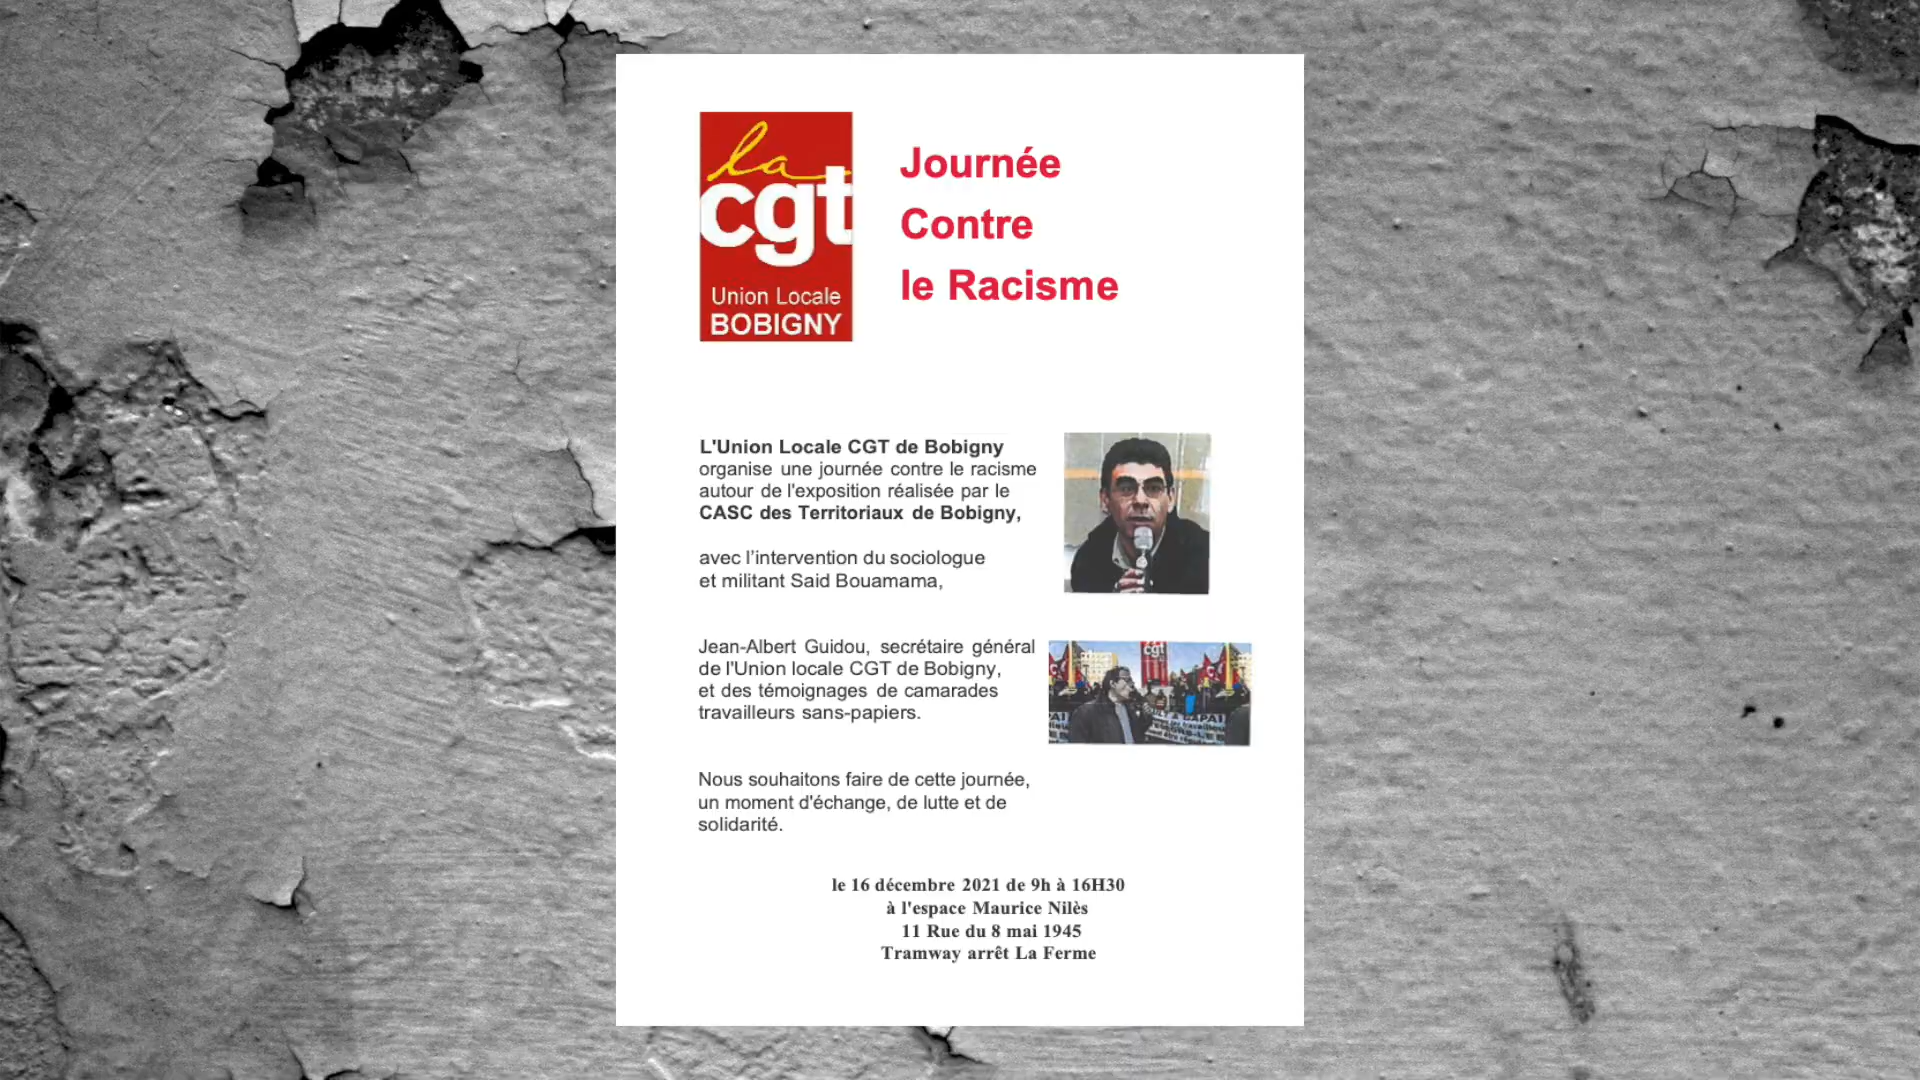 la
cgt
Union Locale
BOBIGNY
Journée
Contre
le Racisme
L'Union Locale CGT de Bobigny
organise une journée contre le racisme
autour de l'exposition réalisée par le
CASC des Territoriaux de Bobigny,
avec l’intervention du sociologue
et militant Said Bouamama,
Jean-Albert Guidou, secrétaire général
de l'Union locale CGT de Bobigny,
et des témoignages de camarades
travailleurs sans-papiers.
cgt
Nous souhaitons faire de cette journée,
un moment d'échange, de lutte et de
solidarité.
le 16 décembre 2021 de 9h à 16H30
à l'espace Maurice Nilès
11 Rue du 8 mai 1945
Tramway arrêt La Ferme